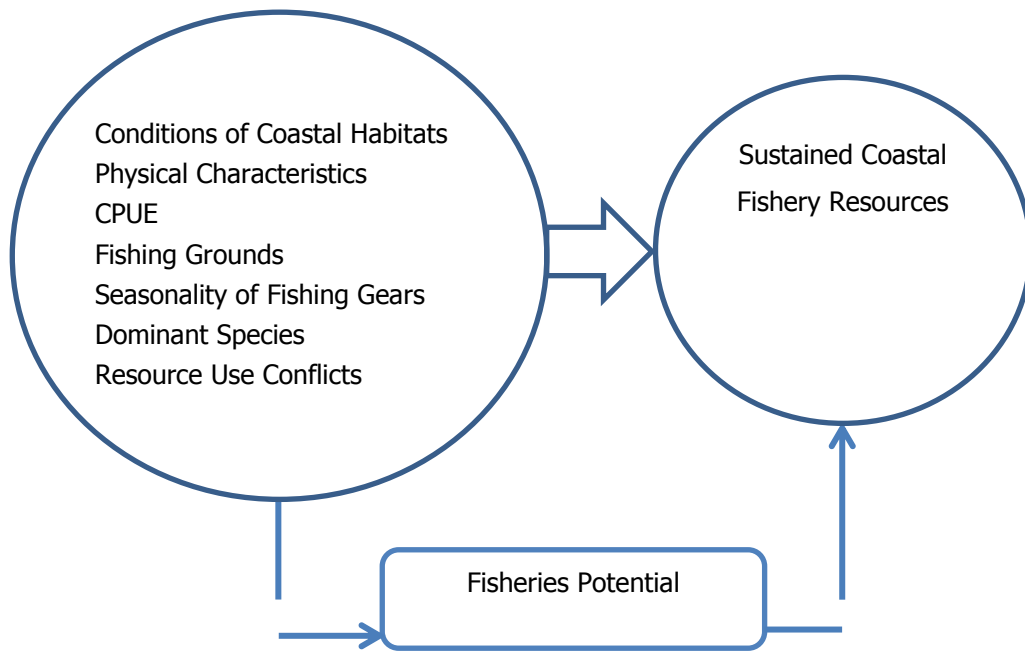 Conditions of Coastal Habitats
Physical Characteristics
CPUE
Fishing Grounds
Seasonality of Fishing Gears
Dominant Species
Resource Use Conflicts
Sustained Coastal
Fishery Resources
Fisheries Potential